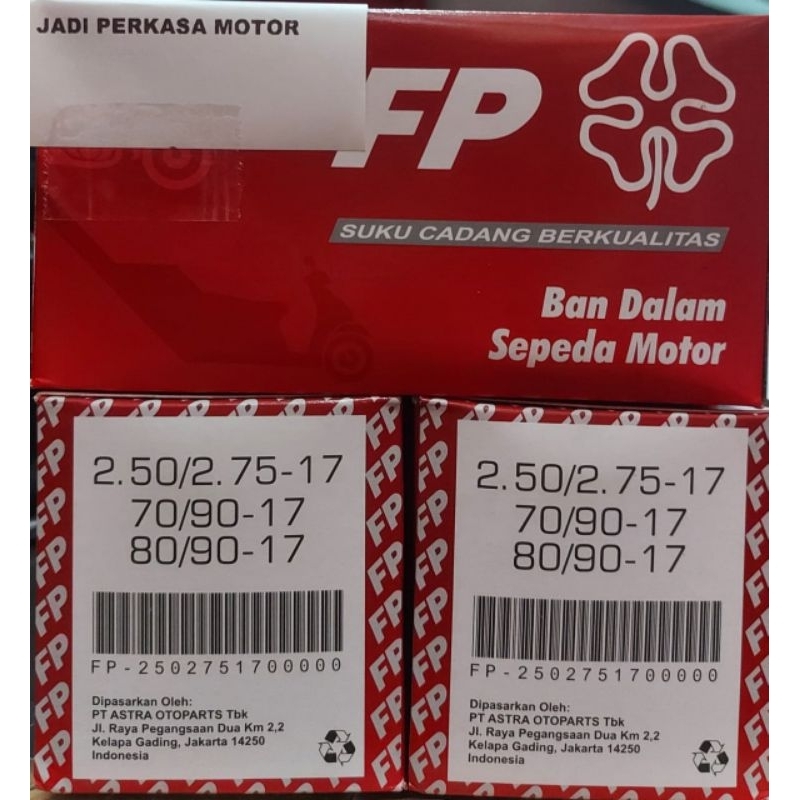 JADI PERKASA MOTOR
FP
SUKU CADANG BERKUALITAS
Ban Dalam
Sepeda Motor
2.50/2.75-17
70/90-17
80/90-17
FP-2502751700000
Dipasarkan Oleh:
PT ASTRA OTOPARTS Tbk
Jl. Raya Pegangsaan Dua Km 2,2
Kelapa Gading, Jakarta 14250
Indonesia
2.50/2.75-17
70/90-17
80/90-17
FP-2502751700000
Dipasarkan Oleh:
PT ASTRA OTOPARTS Tbk
Jl. Raya Pegangsaan Dua Km 2,2
Kelapa Gading, Jakarta 14250
Indonesia